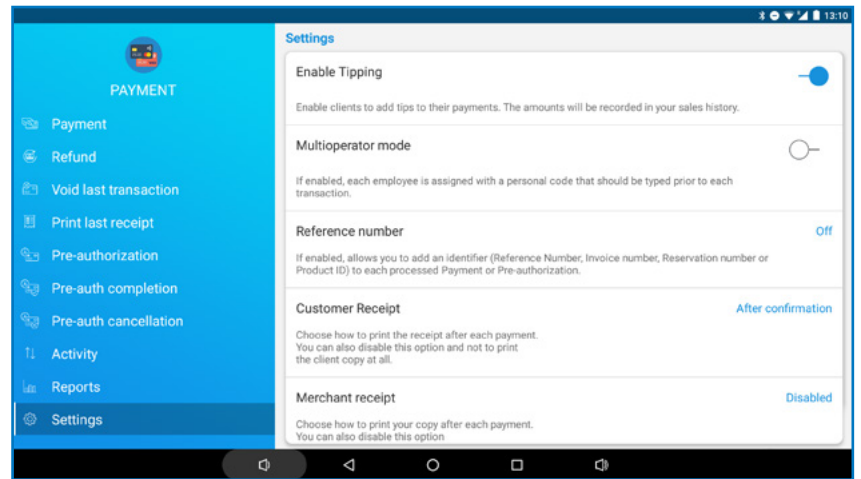 13:10
PAYMENT
Payment
Refund
Void last transaction
Print last receipt
Pre-authorization
Pre-auth completion
Pre-auth cancellation
Activity
Reports
Settings
Settings
Enable Tipping
Enable clients to add tips to their payments. The amounts will be recorded in your sales history.
Multioperator mode
If enabled, each employee is assigned with a personal code that should be typed prior to each
transaction.
Reference number
Off
If enabled, allows you to add an identifier (Reference Number, Invoice number, Reservation number or
Product ID) to each processed Payment or Pre-authorization.
Customer Receipt
After confirmation
Choose how to print the receipt after each payment.
You can also disable this option and not to print
the client copy at all.
Merchant receipt
Disabled
Choose how to print your copy after each payment.
You can also disable this option